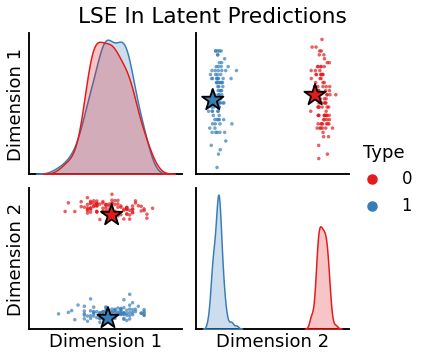 LSE In Latent Predictions
Dimension 1
Type
0
1
Dimension 2
Dimension 1
Dimension 2